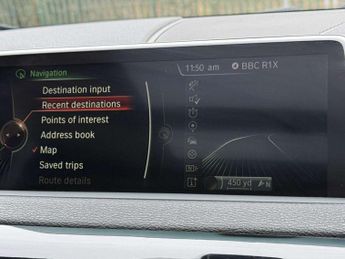 Navigation
11:50 am
BBC R1X
Destination input
Recent destinations
Points of interest
Address book
Map
Saved trips
Route details
450 yd
N